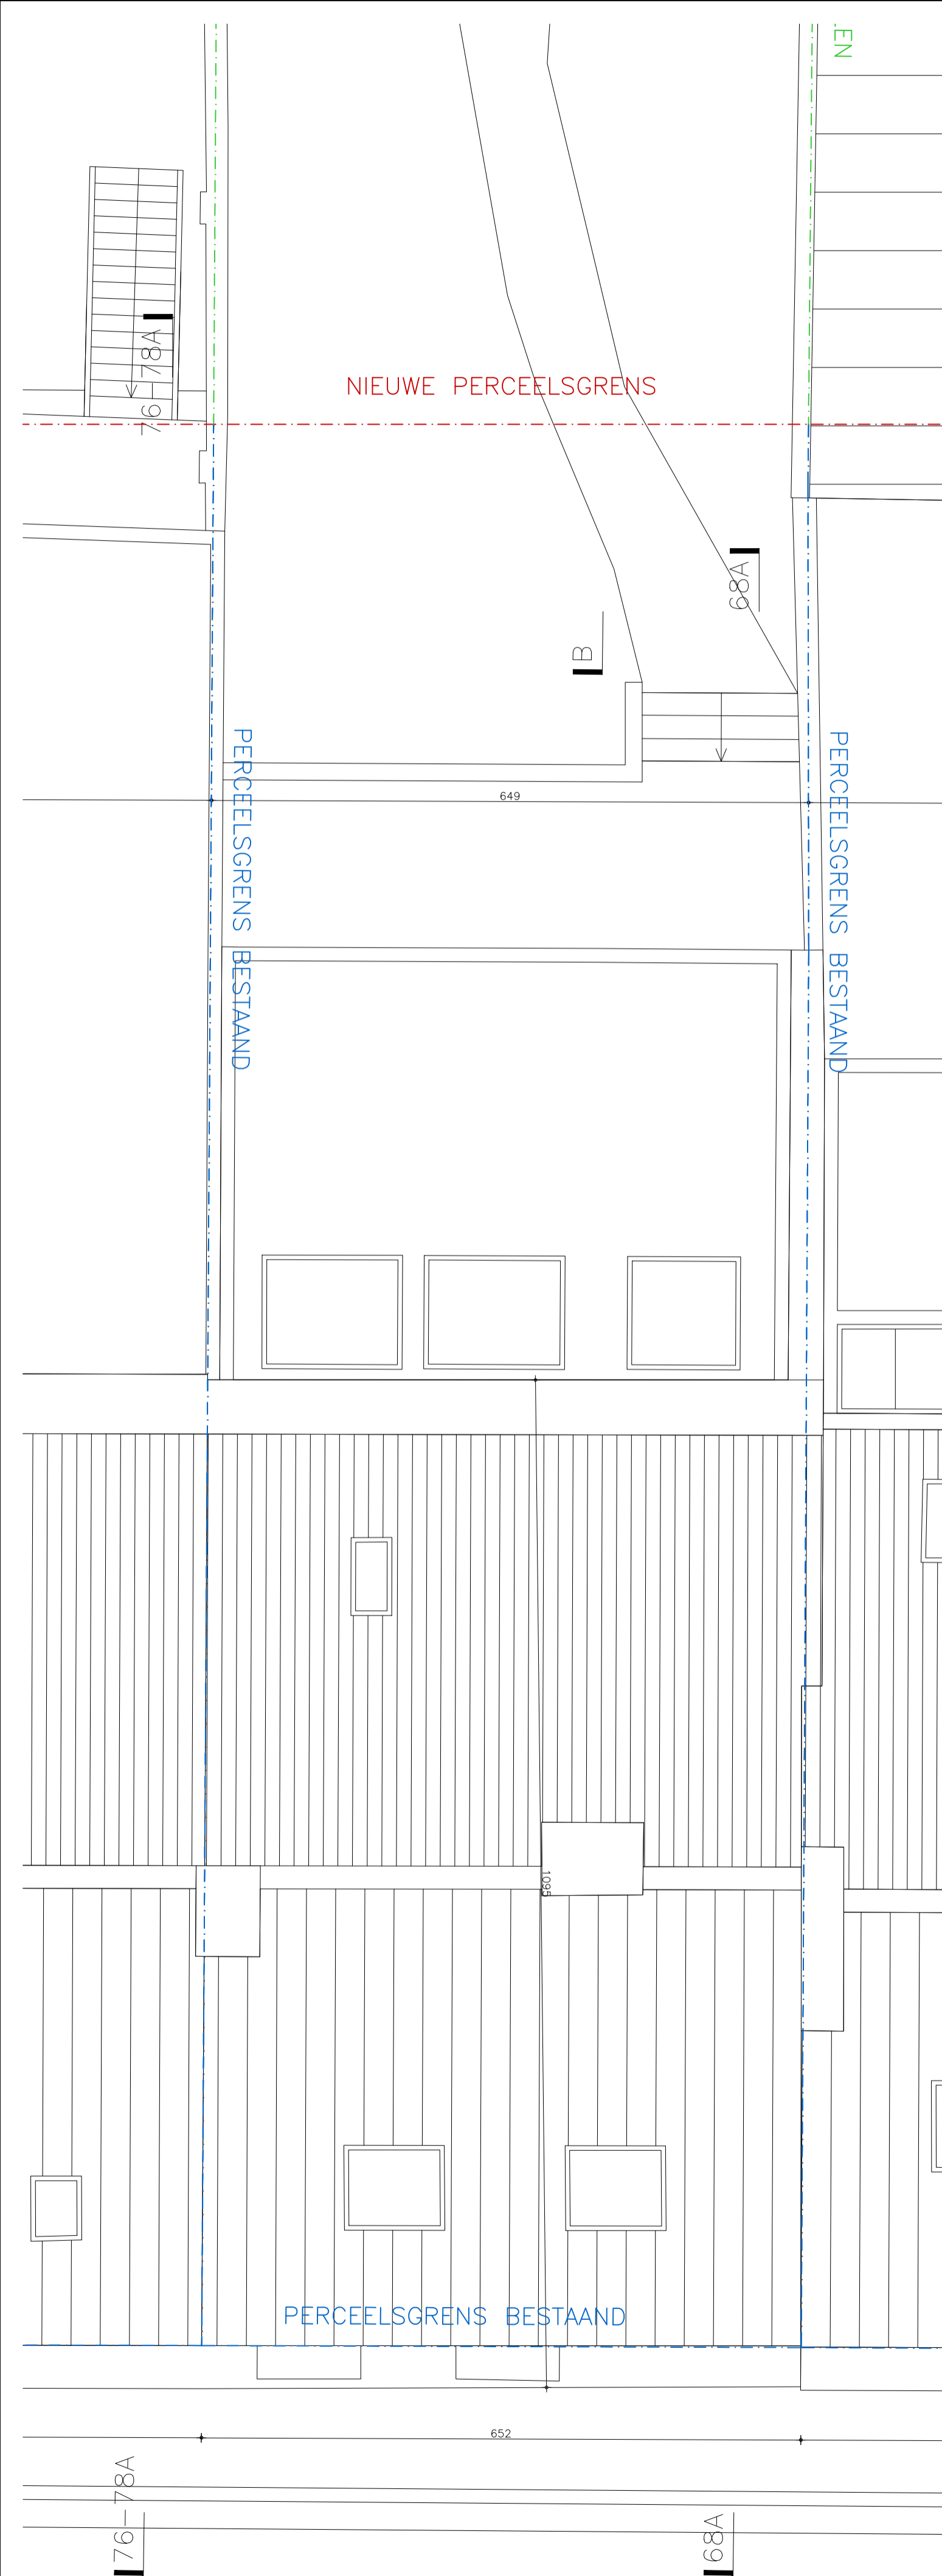 .EN
76-78A
NIEUWE PERCEELSGRENS
68A
B
PERCEELSGRENS BESTAAND
PERCEELSGRENS BESTAAND
649
1095
PERCEELSGRENS BESTAAND
652
76-78A
68A